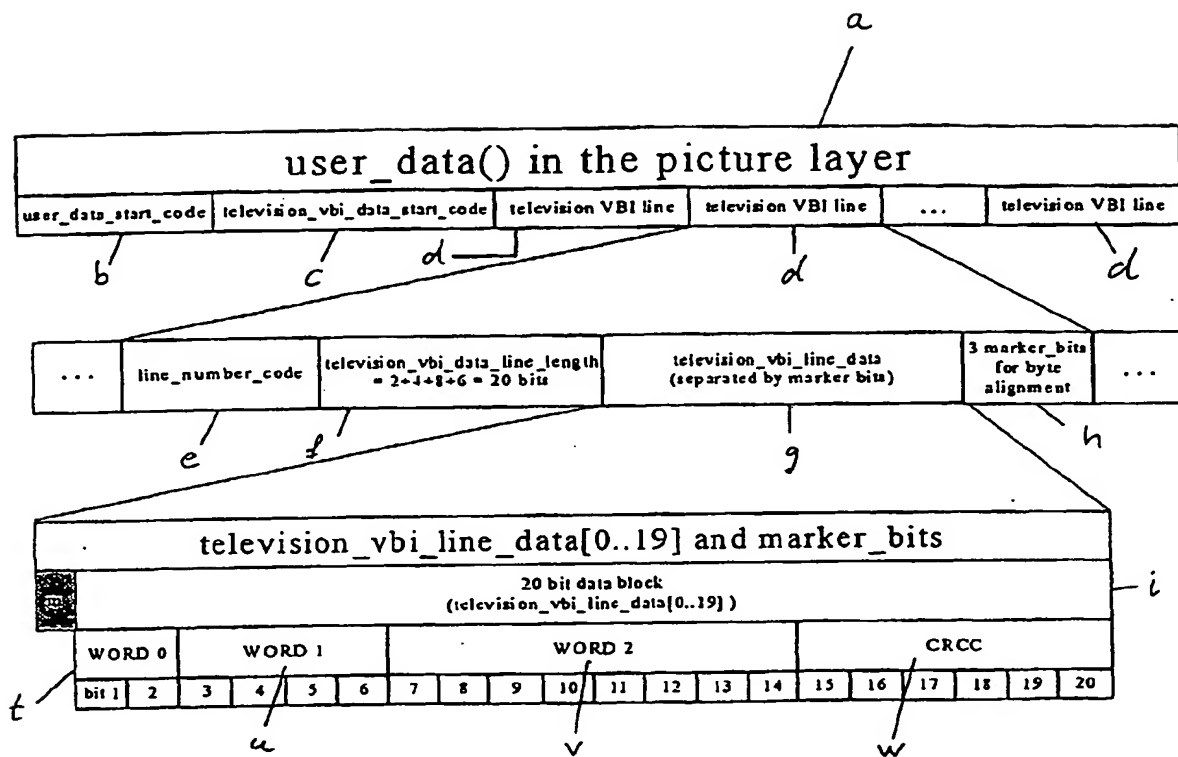 a
user_data() in the picture layer
user_data_start_code television_vbi_data_start_code television VBI line television VBI line ... television VBI line
b c d d d
... line_number_code television_vbi_data_line_length = 2+4+8+6 = 20 bits television_vbi_line_data (separated by marker bits) 3 marker_bits for byte alignment ...
e f g h
television_vbi_line_data[0..19] and marker_bits
20 bit data block
(television_vbi_line_data[0..19] )
i
WORD 0 WORD 1 WORD 2 CRCC
bit 1 2 3 4 5 6 7 8 9 10 11 12 13 14 15 16 17 18 19 20
t u v w